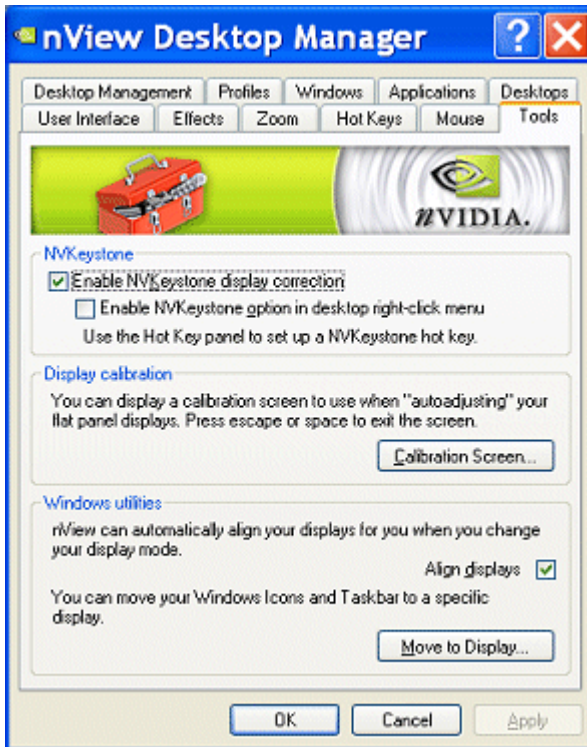 nView Desktop Manager
Desktop Management Profiles Windows Applications Desktops
User Interface Effects Zoom Hot Keys Mouse Tools
nVIDIA.
NVKeystone
Enable NVKeystone display correction
Enable NVKeystone option in desktop right-click menu
Use the Hot Key panel to set up a NVKeystone hot key.
Display calibration
You can display a calibration screen to use when "autoadjusting" your
flat panel displays. Press escape or space to exit the screen.
Calibration Screen...
Windows utilities
nView can automatically align your displays for you when you change
your display mode.
Align displays
You can move your Windows Icons and Taskbar to a specific
display.
Move to Display...
OK Cancel Apply